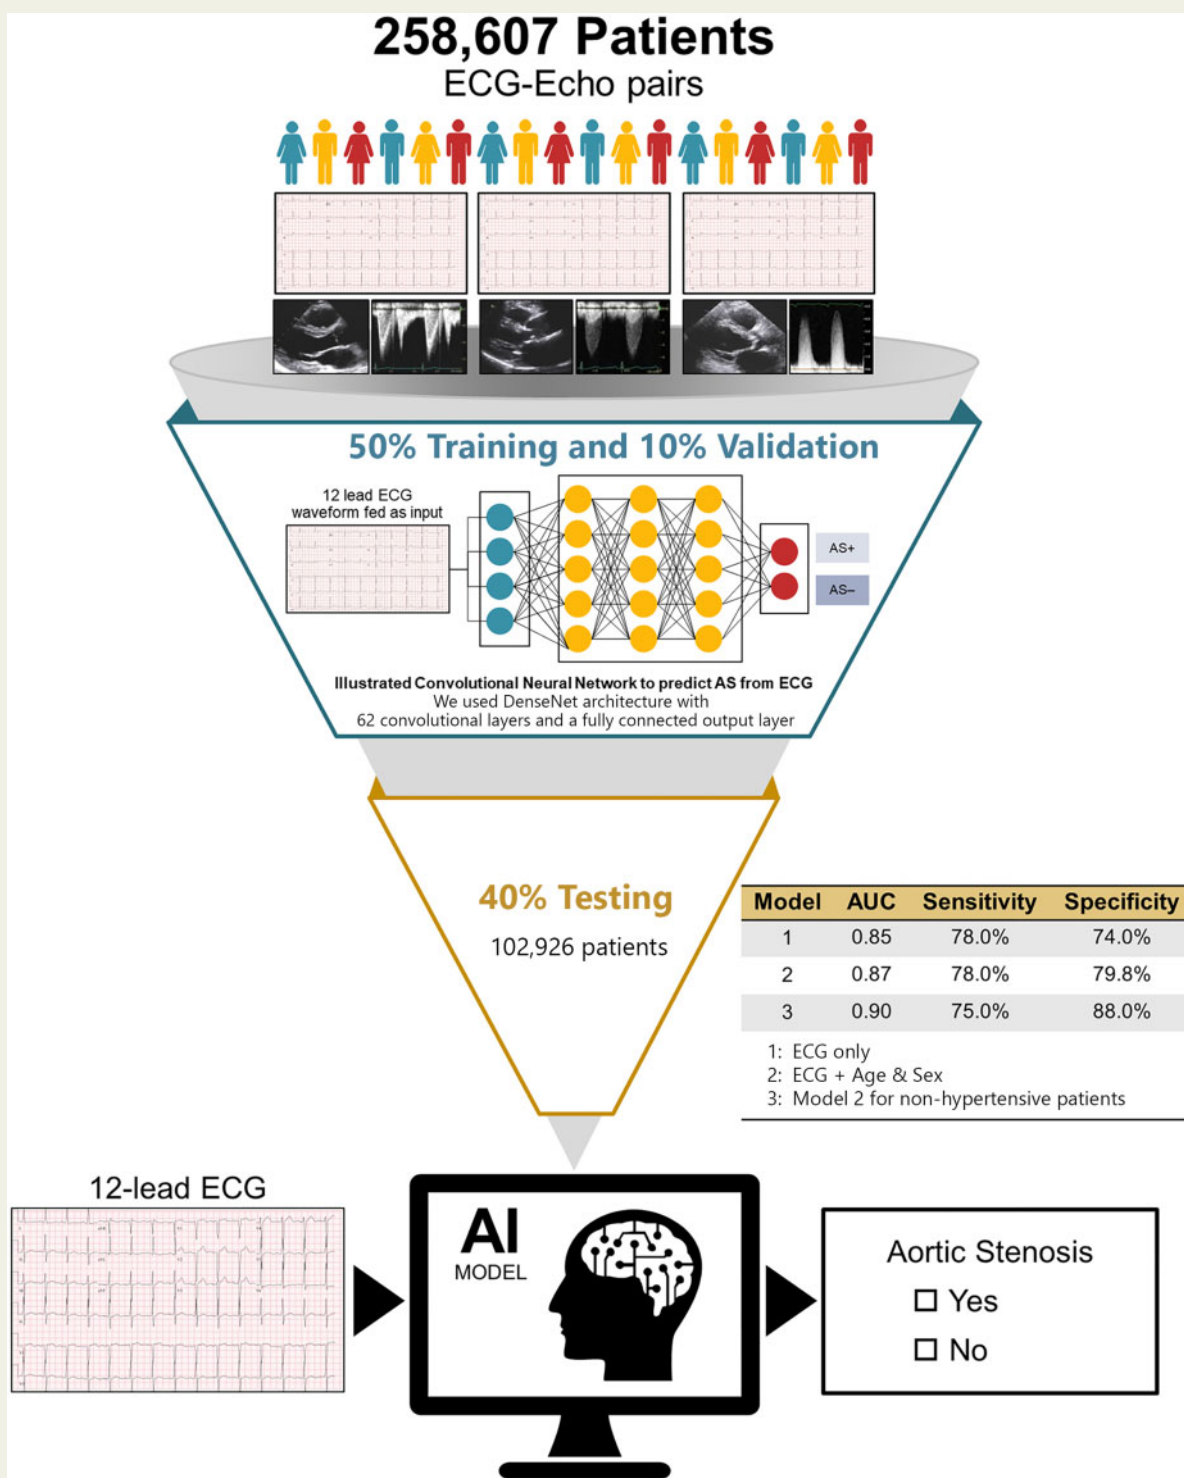 258,607 Patients
ECG-Echo pairs
50% Training and 10% Validation
12 lead ECG
waveform fed as input
AS+
AS–
Illustrated Convolutional Neural Network to predict AS from ECG
We used DenseNet architecture with
62 convolutional layers and a fully connected output layer
40% Testing
102,926 patients
Model AUC Sensitivity Specificity
1 0.85 78.0% 74.0%
2 0.87 78.0% 79.8%
3 0.90 75.0% 88.0%
1: ECG only
2: ECG + Age & Sex
3: Model 2 for non-hypertensive patients
12-lead ECG
AI
MODEL
Aortic Stenosis
Yes
No